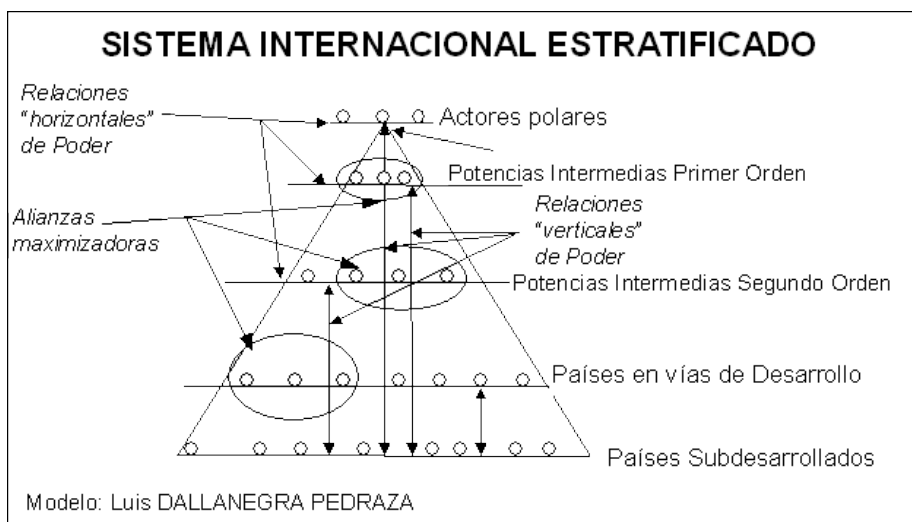 SISTEMA INTERNACIONAL ESTRATIFICADO
Relaciones
"horizontales"
de Poder
Actores polares
Potencias Intermedias Primer Orden
Alianzas
maximizadoras
Relaciones
"verticales"
de Poder
Potencias Intermedias Segundo Orden
Países en vías de Desarrollo
Países Subdesarrollados
Modelo: Luis DALLANEGRA PEDRAZA